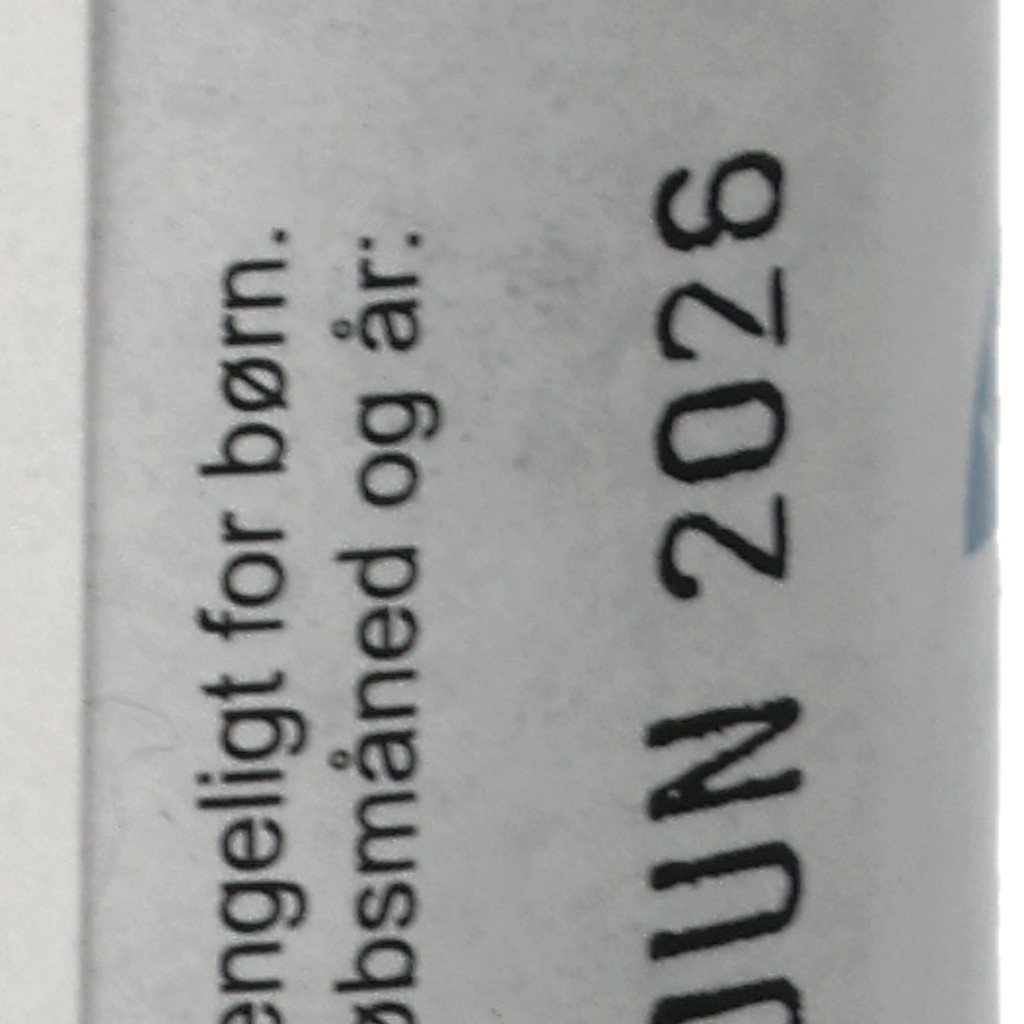 engeligt for børn.
øbsmåned og år:
JUN 2026